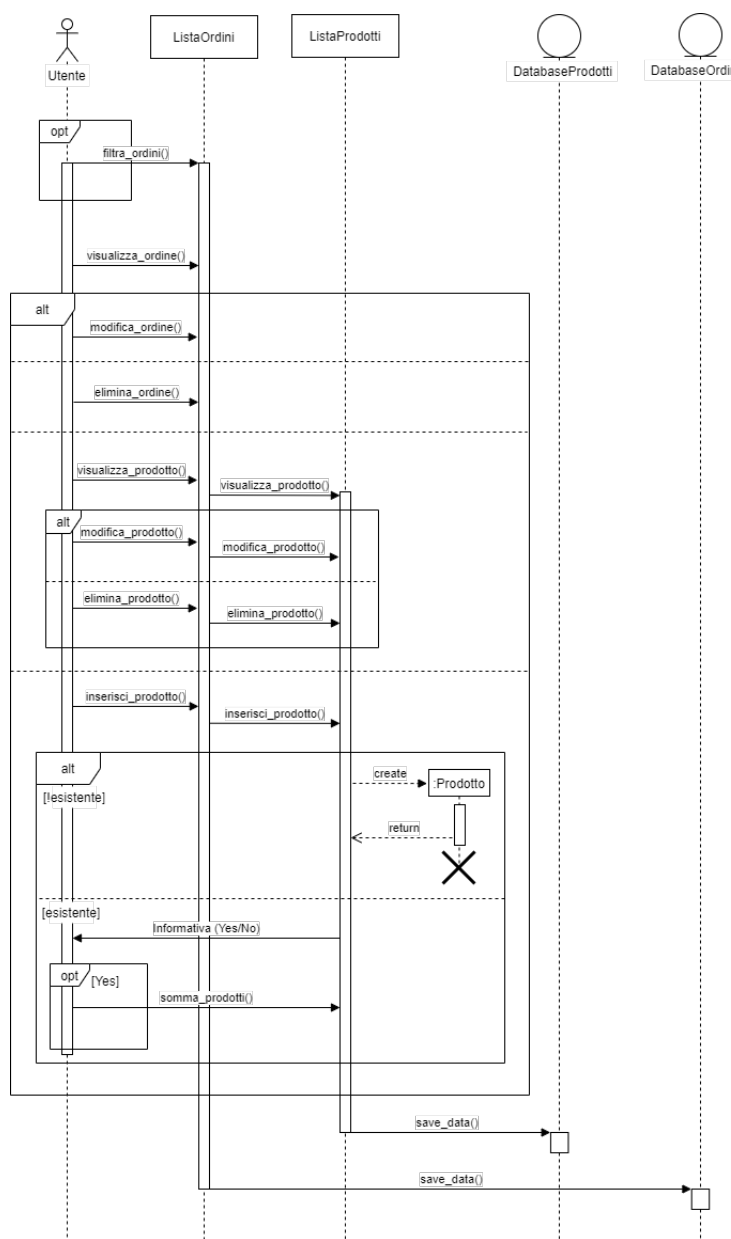 Utente
ListaOrdini
ListaProdotti
DatabaseProdotti
DatabaseOrdi
opt
filtra_ordini()
visualizza_ordine()
alt
modifica_ordine()
elimina_ordine()
visualizza_prodotto()
visualizza_prodotto()
alt
modifica_prodotto()
modifica_prodotto()
elimina_prodotto()
elimina_prodotto()
inserisci_prodotto()
inserisci_prodotto()
alt
[!esistente]
create
:Prodotto
return
[esistente]
Informativa (Yes/No)
opt
[Yes]
somma_prodotti()
save_data()
save_data()